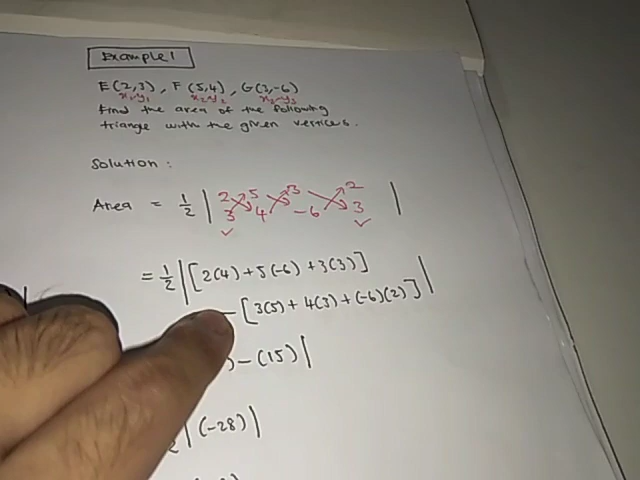 Example 1
E(2,3), F(5,4), G(3,-6)
x₁ y₁ x₂ y₂ x₃ y₃
Find the area of the following
triangle with the given vertices.
Solution:
Area = 1/2 | 2 5 3 2 |
3 4 -6 3
= 1/2 | [2(4)+5(-6)+3(3)]
- [3(5)+4(3)+(-6)(2)] |
) - (15) |
| (-28) |